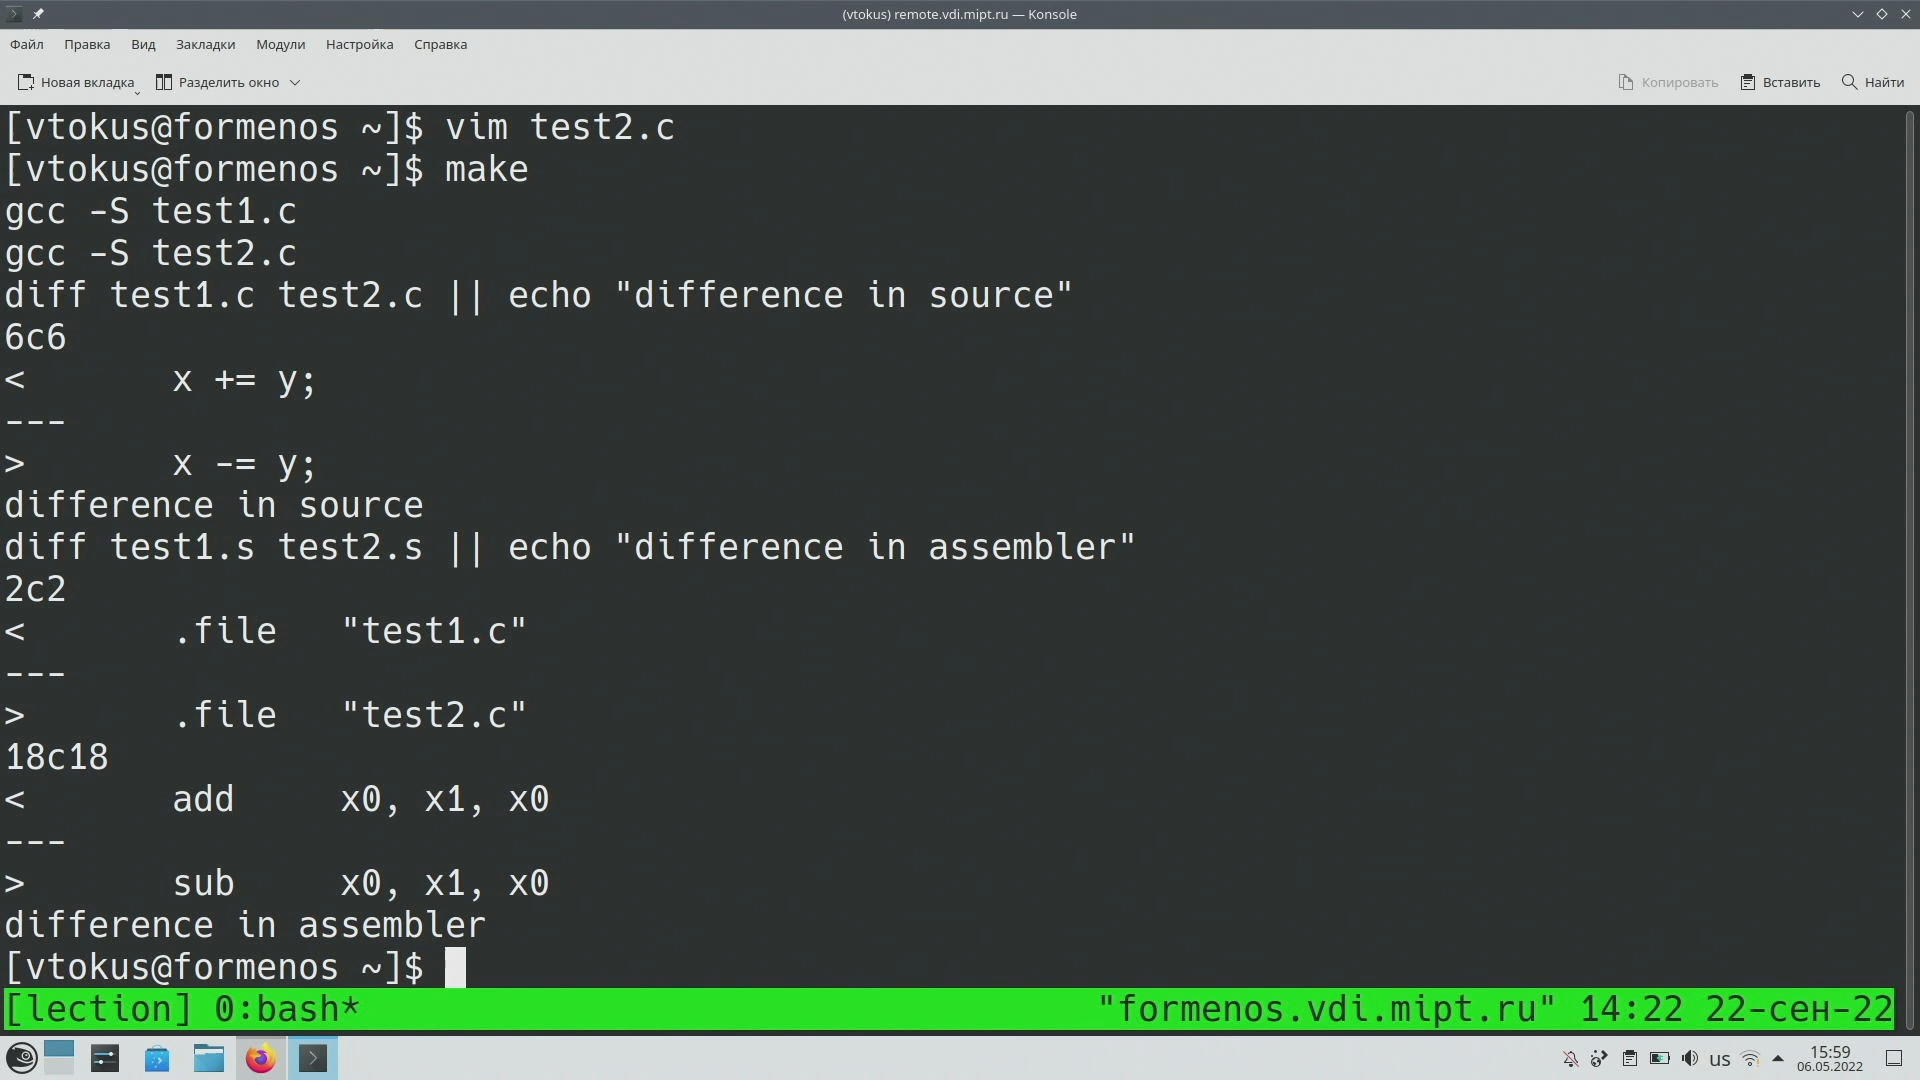 (vtokus) remote.vdi.mipt.ru — Konsole
Файл Правка Вид Закладки Модули Настройка Справка
Новая вкладка Разделить окно Копировать Вставить Найти
[vtokus@formenos ~]$ vim test2.c
[vtokus@formenos ~]$ make
gcc -S test1.c
gcc -S test2.c
diff test1.c test2.c || echo "difference in source"
6c6
< x += y;
---
> x -= y;
difference in source
diff test1.s test2.s || echo "difference in assembler"
2c2
< .file "test1.c"
---
> .file "test2.c"
18c18
< add x0, x1, x0
---
> sub x0, x1, x0
difference in assembler
[vtokus@formenos ~]$
[lection] 0:bash* "formenos.vdi.mipt.ru" 14:22 22-сен-22
us 15:59
06.05.2022